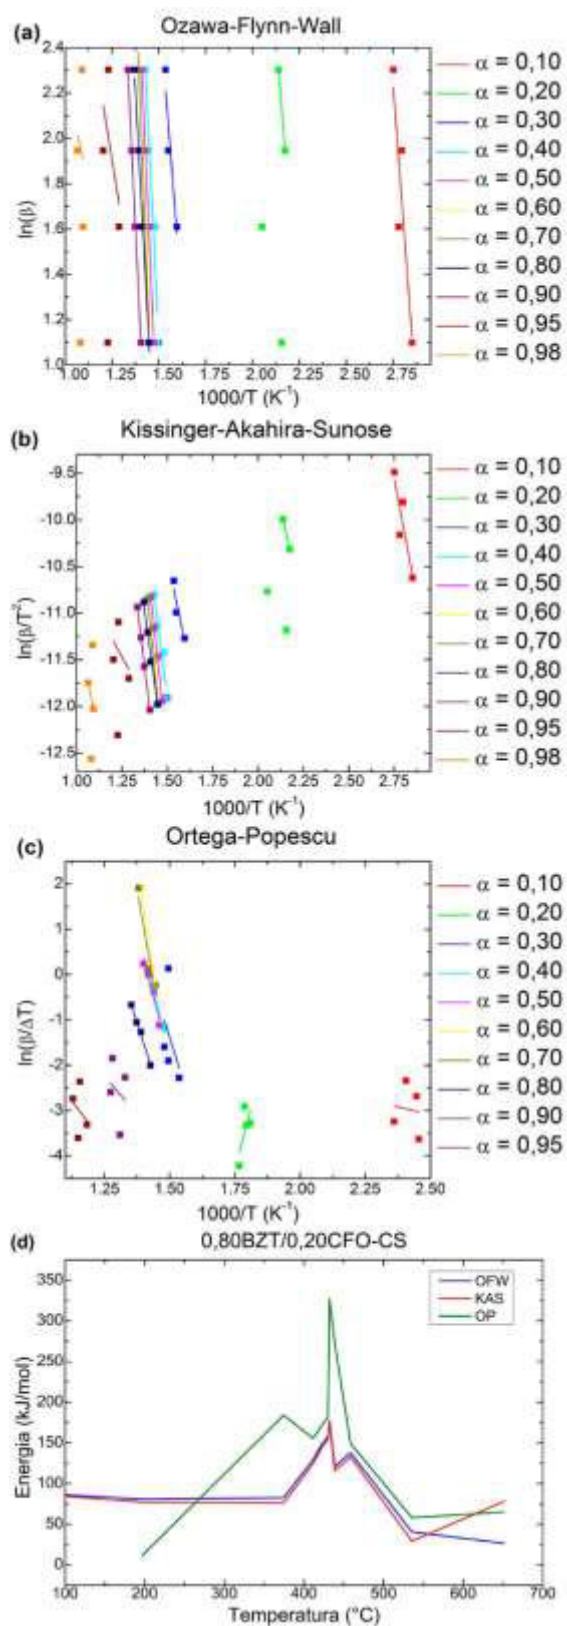 (a) Ozawa-Flynn-Wall
ln(β)
2.4
2.2
2.0
1.8
1.6
1.4
1.2
1.0
1.00 1.25 1.50 1.75 2.00 2.25 2.50 2.75
1000/T (K⁻¹)
α = 0,10
α = 0,20
α = 0,30
α = 0,40
α = 0,50
α = 0,60
α = 0,70
α = 0,80
α = 0,90
α = 0,95
α = 0,98
(b) Kissinger-Akahira-Sunose
ln(β/T²)
-9.5
-10.0
-10.5
-11.0
-11.5
-12.0
-12.5
1.00 1.25 1.50 1.75 2.00 2.25 2.50 2.75
1000/T (K⁻¹)
α = 0,10
α = 0,20
α = 0,30
α = 0,40
α = 0,50
α = 0,60
α = 0,70
α = 0,80
α = 0,90
α = 0,95
α = 0,98
(c) Ortega-Popescu
ln(β/ΔT)
2
1
0
-1
-2
-3
-4
1.25 1.50 1.75 2.00 2.25 2.50
1000/T (K⁻¹)
α = 0,10
α = 0,20
α = 0,30
α = 0,40
α = 0,50
α = 0,60
α = 0,70
α = 0,80
α = 0,90
α = 0,95
(d) 0,80BZT/0,20CFO-CS
Energia (kJ/mol)
350
300
250
200
150
100
50
0
100 200 300 400 500 600 700
Temperatura (°C)
OFW
KAS
OP